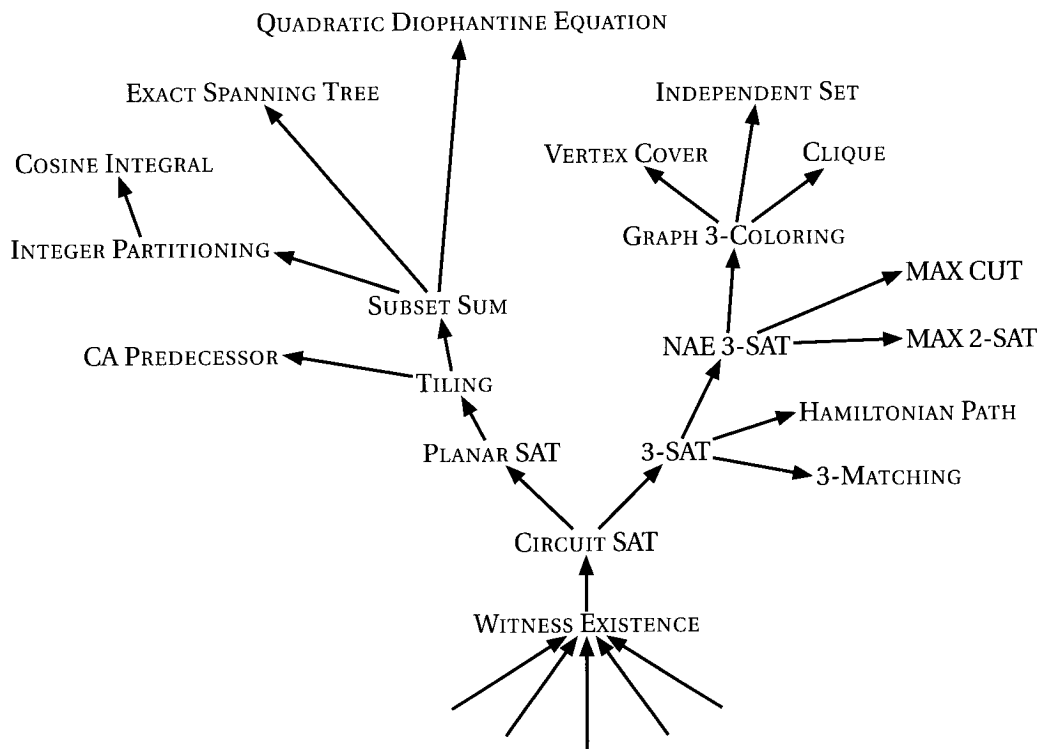 QUADRATIC DIOPHANTINE EQUATION
EXACT SPANNING TREE
INDEPENDENT SET
COSINE INTEGRAL
VERTEX COVER
CLIQUE
INTEGER PARTITIONING
GRAPH 3-COLORING
SUBSET SUM
MAX CUT
CA PREDECESSOR
NAE 3-SAT
MAX 2-SAT
TILING
HAMILTONIAN PATH
PLANAR SAT
3-SAT
3-MATCHING
CIRCUIT SAT
WITNESS EXISTENCE